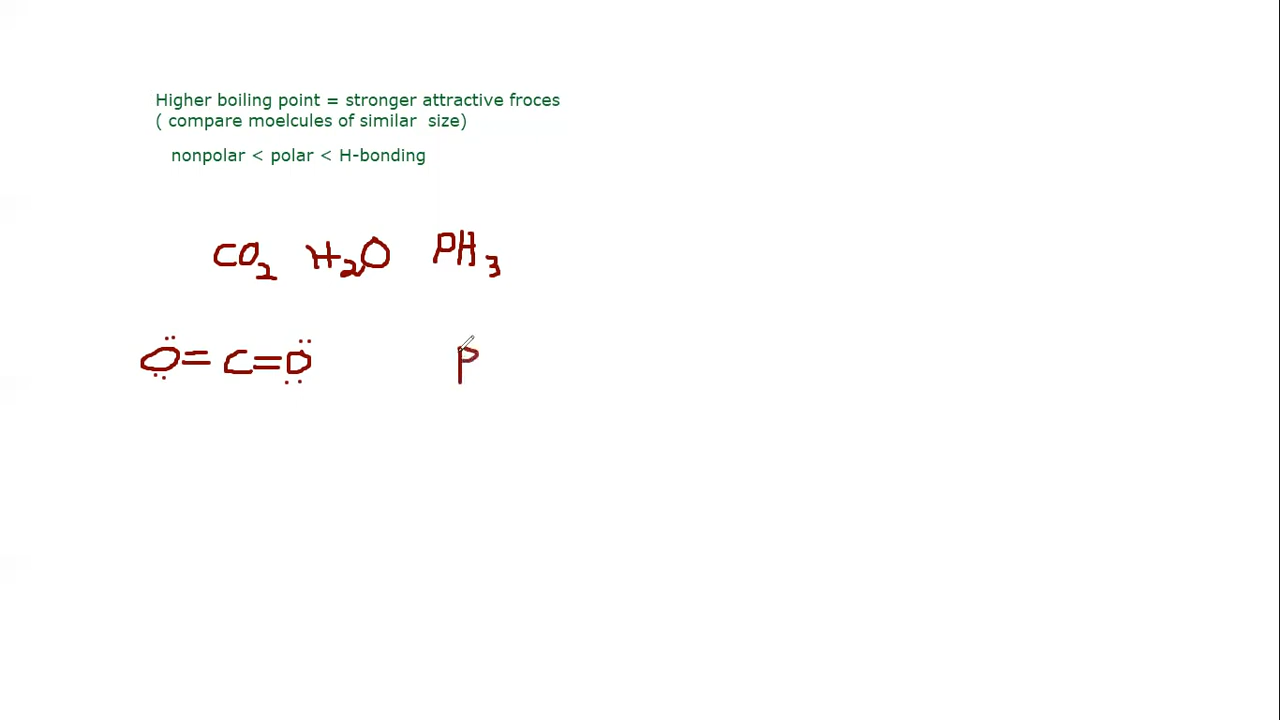 Higher boiling point = stronger attractive froces
( compare moelcules of similar  size)
nonpolar < polar < H-bonding
CO₂ H₂O PH₃
O=C=O P